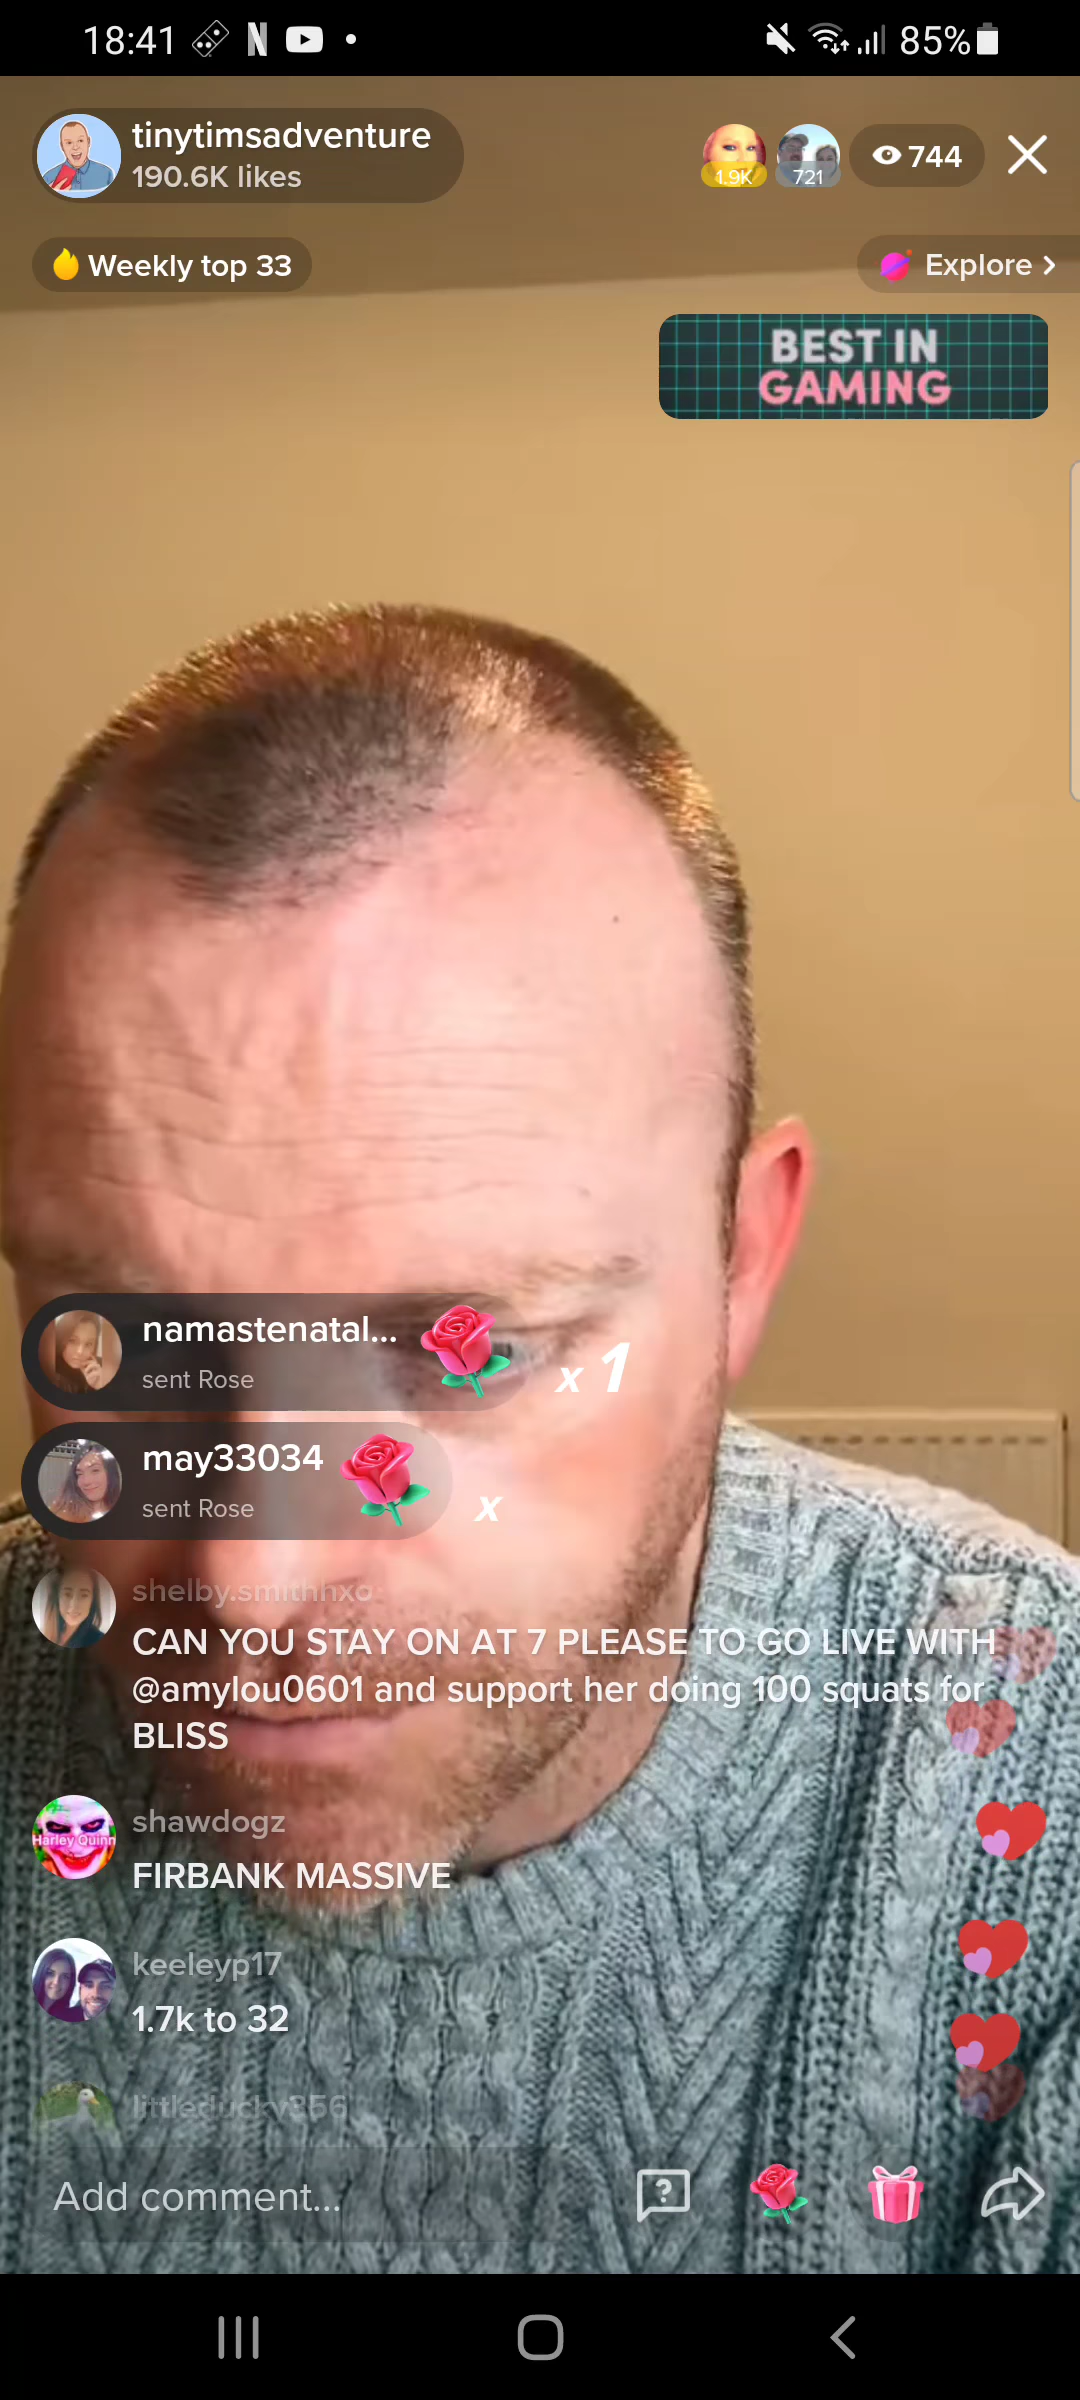 18:41
85%
tinytimsadventure
190.6K likes
1.9K
721
744
Weekly top 33
Explore
BEST IN
GAMING
namastenatal...
sent Rose
x 1
may33034
sent Rose
x
shelby.smithhxo
CAN YOU STAY ON AT 7 PLEASE TO GO LIVE WITH
@amylou0601 and support her doing 100 squats for
BLISS
shawdogz
Harley Quinn
FIRBANK MASSIVE
keeleyp17
1.7k to 32
littleducky356
Add comment...